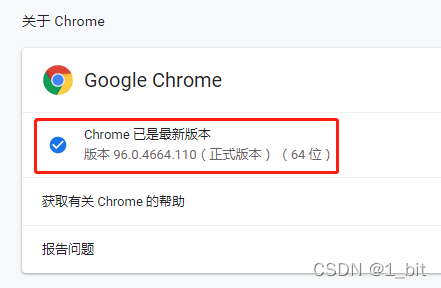 关于 Chrome
Google Chrome
Chrome 已是最新版本
版本 96.0.4664.110（正式版本） （64 位）
获取有关 Chrome 的帮助
报告问题
CSDN @1_bit